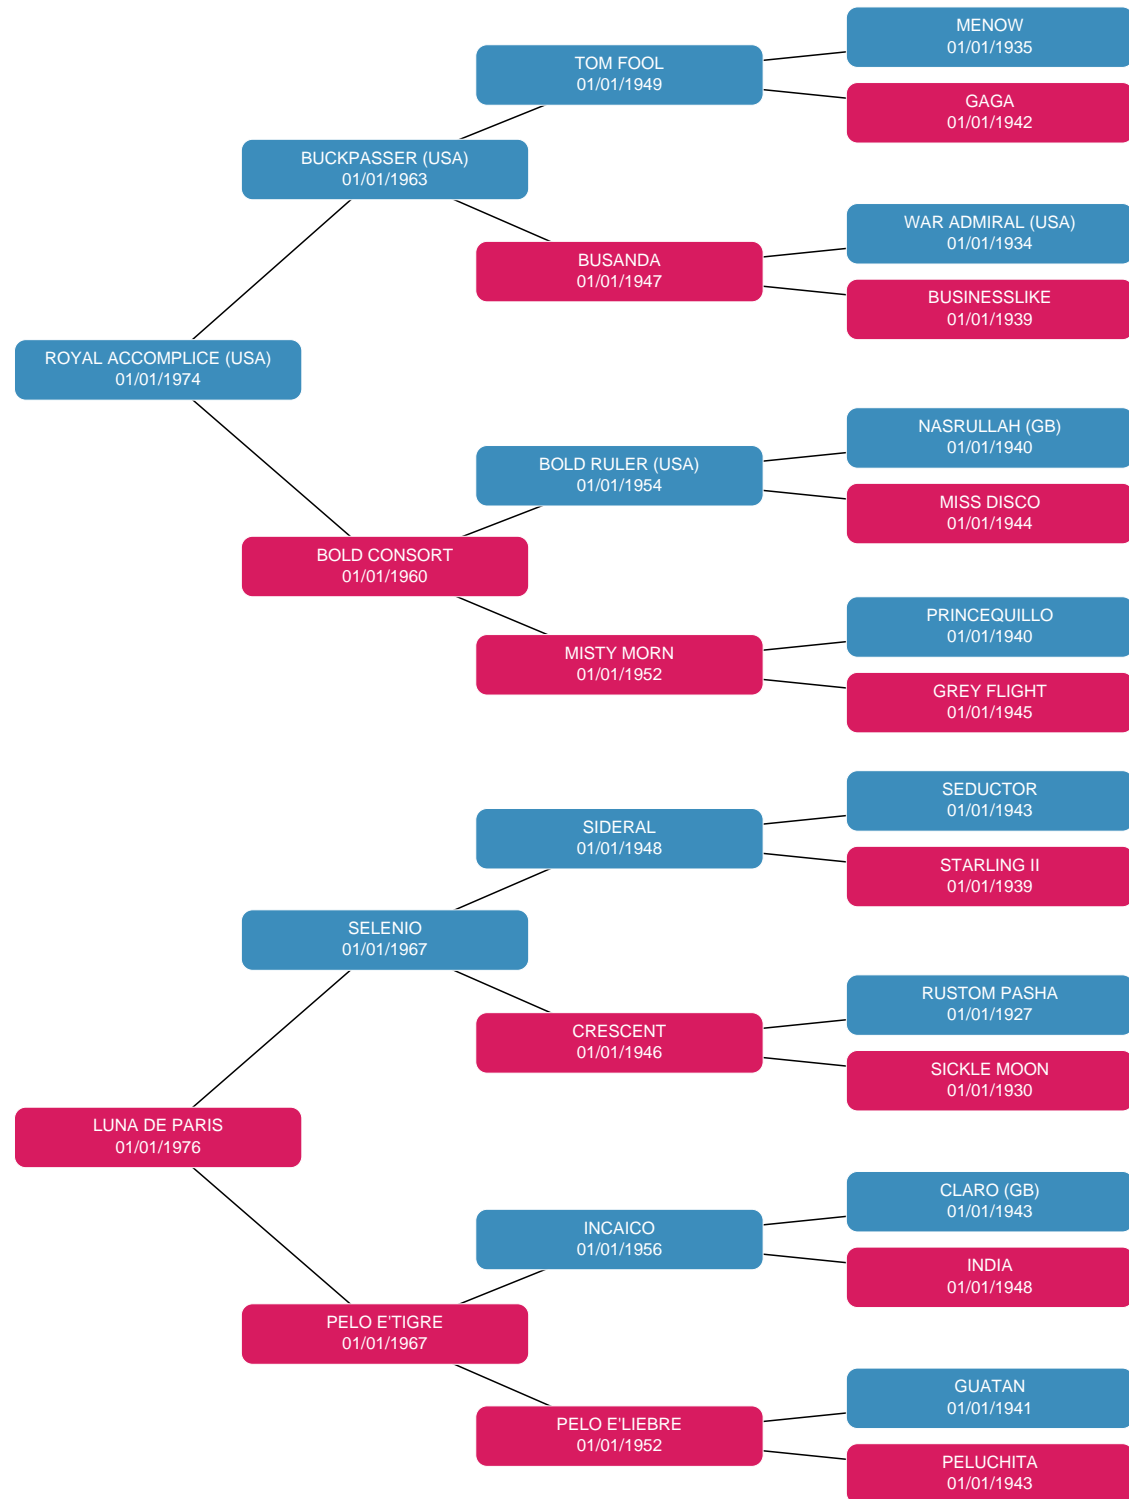 MENOW
01/01/1935
TOM FOOL
01/01/1949
GAGA
01/01/1942
BUCKPASSER (USA)
01/01/1963
WAR ADMIRAL (USA)
01/01/1934
BUSANDA
01/01/1947
BUSINESSLIKE
01/01/1939
ROYAL ACCOMPLICE (USA)
01/01/1974
NASRULLAH (GB)
01/01/1940
BOLD RULER (USA)
01/01/1954
MISS DISCO
01/01/1944
BOLD CONSORT
01/01/1960
PRINCEQUILLO
01/01/1940
MISTY MORN
01/01/1952
GREY FLIGHT
01/01/1945
SEDUCTOR
01/01/1943
SIDERAL
01/01/1948
STARLING II
01/01/1939
SELENIO
01/01/1967
RUSTOM PASHA
01/01/1927
CRESCENT
01/01/1946
SICKLE MOON
01/01/1930
LUNA DE PARIS
01/01/1976
CLARO (GB)
01/01/1943
INCAICO
01/01/1956
INDIA
01/01/1948
PELO E'TIGRE
01/01/1967
GUATAN
01/01/1941
PELO E'LIEBRE
01/01/1952
PELUCHITA
01/01/1943